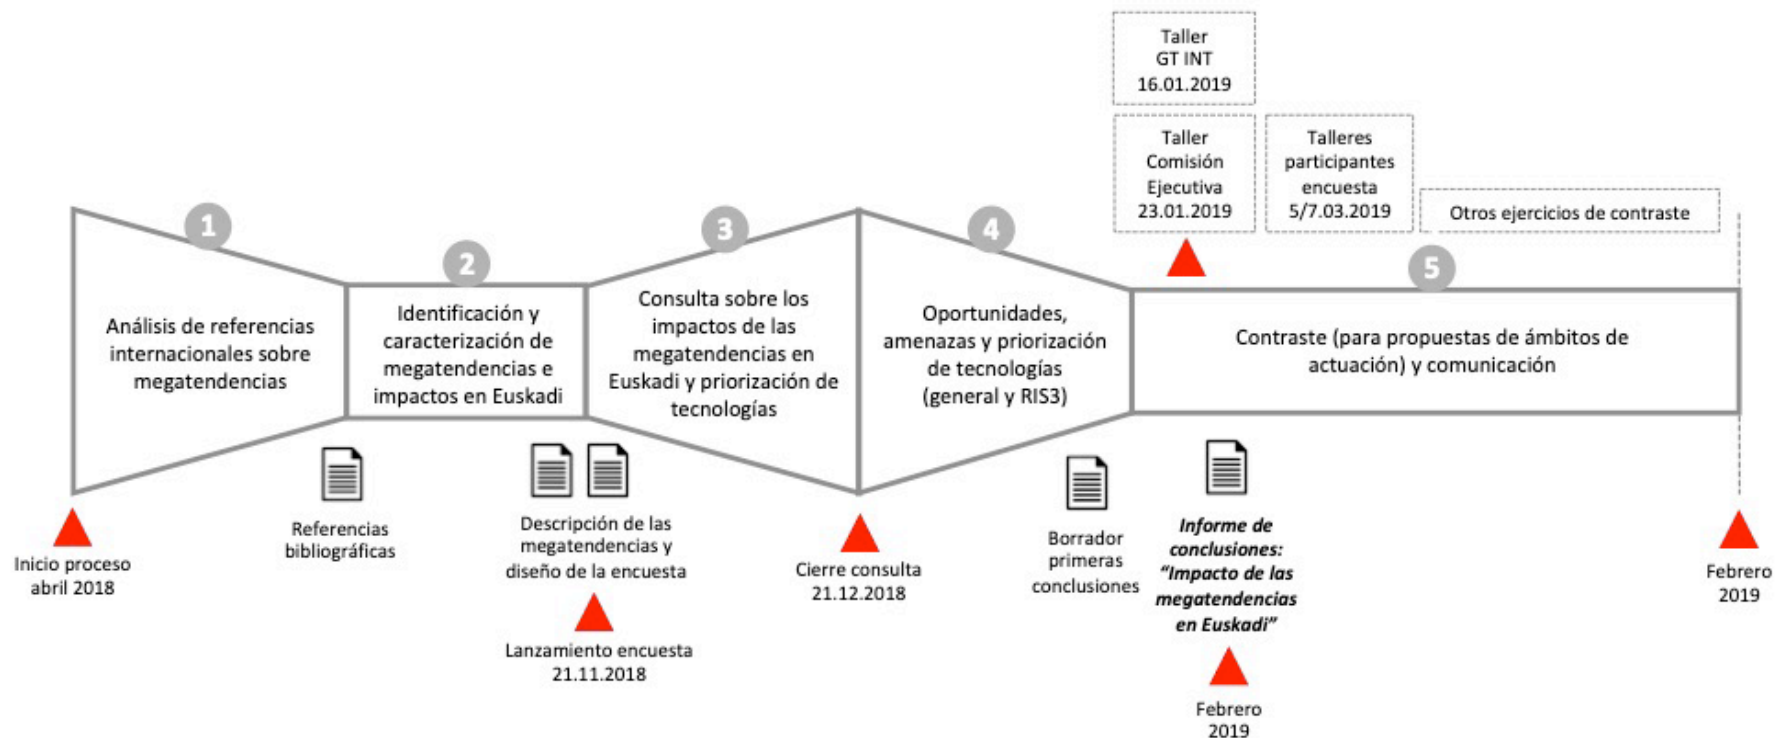 Taller
GT INT
16.01.2019
Taller
Comisión
Ejecutiva
23.01.2019
Talleres
participantes
encuesta
5/7.03.2019
Otros ejercicios de contraste
1
Análisis de referencias
internacionales sobre
megatendencias
2
Identificación y
caracterización de
megatendencias e
impactos en Euskadi
3
Consulta sobre los
impactos de las
megatendencias en
Euskadi y priorización de
tecnologías
4
Oportunidades,
amenazas y priorización
de tecnologías
(general y RIS3)
5
Contraste (para propuestas de ámbitos de
actuación) y comunicación
Inicio proceso
abril 2018
Referencias
bibliográficas
Descripción de las
megatendencias y
diseño de la encuesta
Lanzamiento encuesta
21.11.2018
Cierre consulta
21.12.2018
Borrador
primeras
conclusiones
Informe de
conclusiones:
“Impacto de las
megatendencias
en Euskadi”
Febrero
2019
Febrero
2019